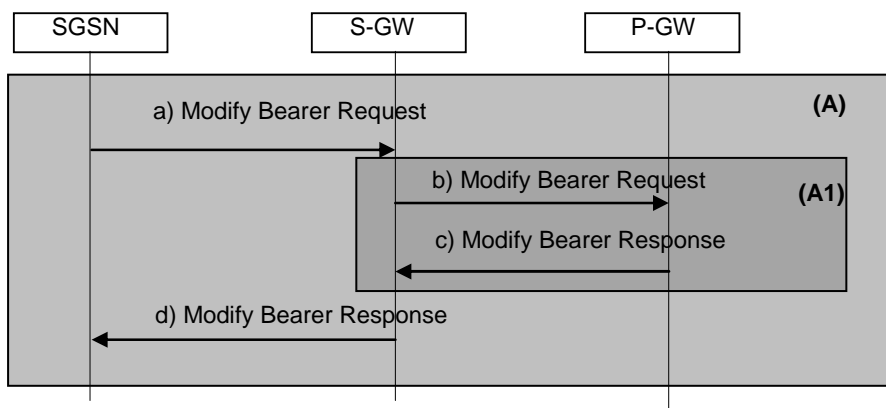 SGSN
S-GW
P-GW
(A)
a) Modify Bearer Request
b) Modify Bearer Request
(A1)
c) Modify Bearer Response
d) Modify Bearer Response